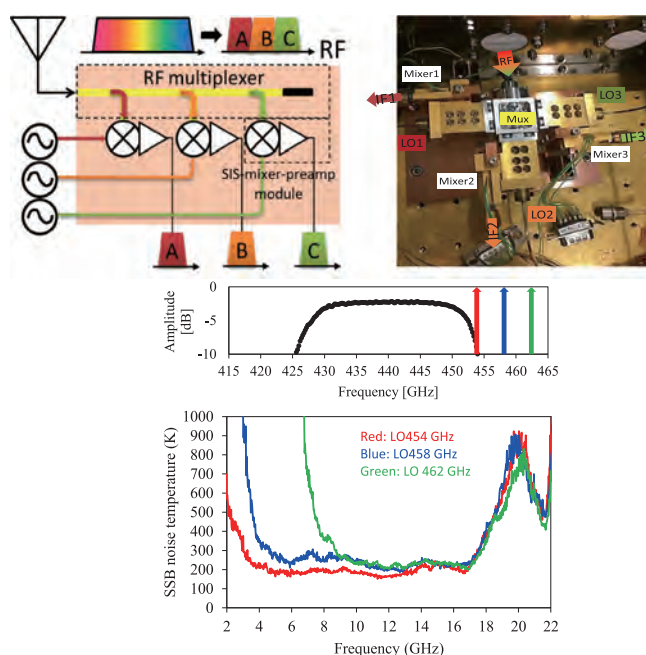 A B C
RF
RF multiplexer
SIS-mixer-preamp
module
A B C
RF
Mixer1
IF1
LO3
Mux
LO1
IF3
Mixer3
Mixer2
LO2
IF2
Amplitude
[dB]
0
-5
-10
415 420 425 430 435 440 445 450 455 460 465
Frequency [GHz]
SSB noise temperature (K)
1000
900
800
700
600
500
400
300
200
100
0
Red: LO454 GHz
Blue: LO458 GHz
Green: LO 462 GHz
2 4 6 8 10 12 14 16 18 20 22
Frequency (GHz)